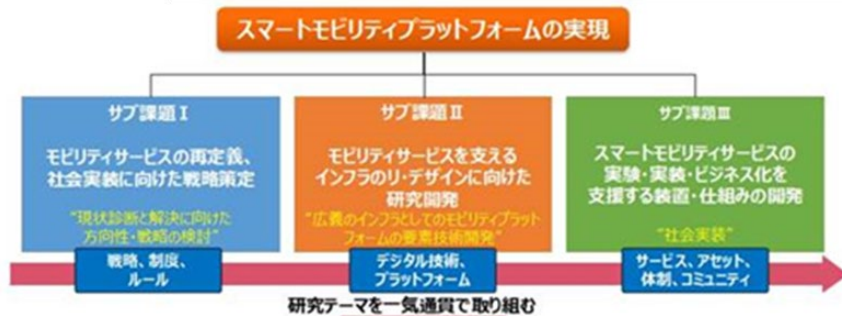 スマートモビリティプラットフォームの実現
サブ課題Ⅰ
モビリティサービスの再定義、
社会実装に向けた戦略策定
“現状診断と解決に向けた
方向性・戦略の検討”
戦略、制度、
ルール
サブ課題Ⅱ
モビリティサービスを支える
インフラのリ・デザインに向けた
研究開発
“広義のインフラとしてのモビリティプラット
フォームの要素技術開発”
デジタル技術、
プラットフォーム
サブ課題Ⅲ
スマートモビリティサービスの
実験・実装・ビジネス化を
支援する装置・仕組みの開発
“社会実装”
サービス、アセット、
体制、コミュニティ
研究テーマを一気通貫で取り組む